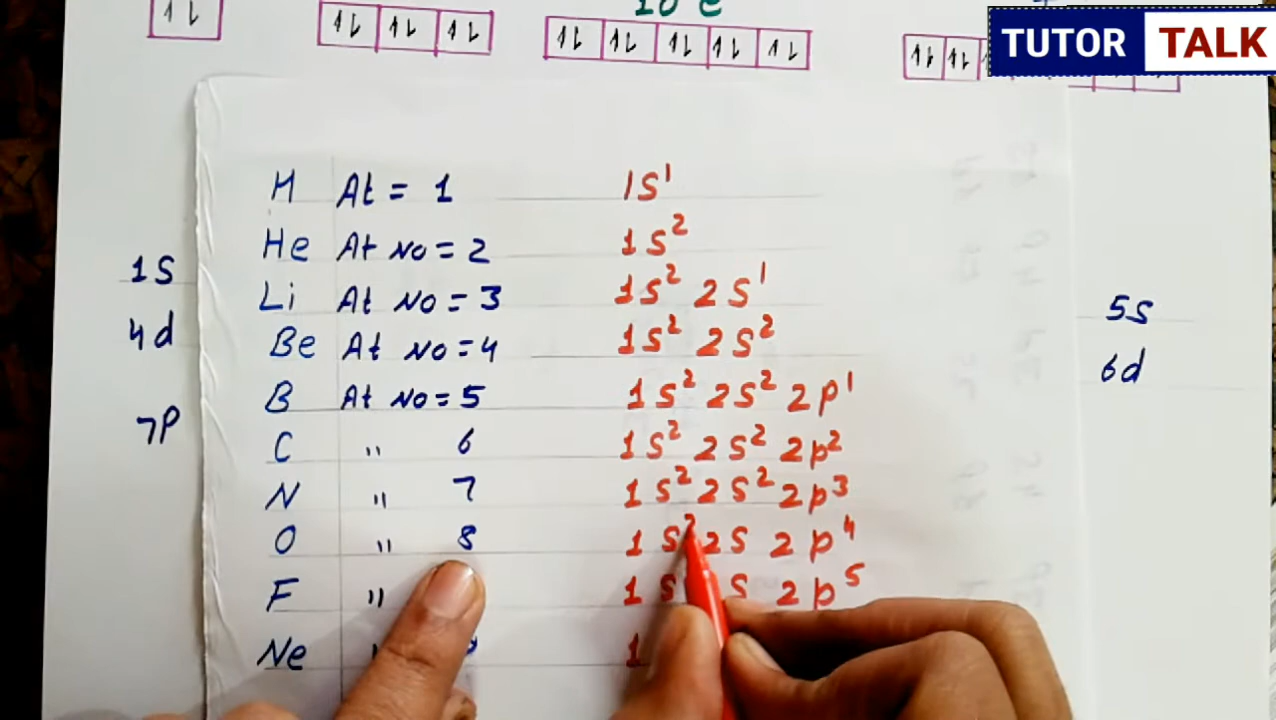 10 e
TUTOR TALK
H At = 1 1S¹
He At No = 2 1S²
1S
Li At No = 3 1S² 2S¹
5s
4d
Be At No = 4 1S² 2S²
6d
B At No = 5 1S² 2S² 2p¹
7P
C " 6 1S² 2S² 2p²
N " 7 1S² 2S² 2p³
O " 8 1S² 2S 2p⁴
F " 1S S 2p⁵
Ne " 1